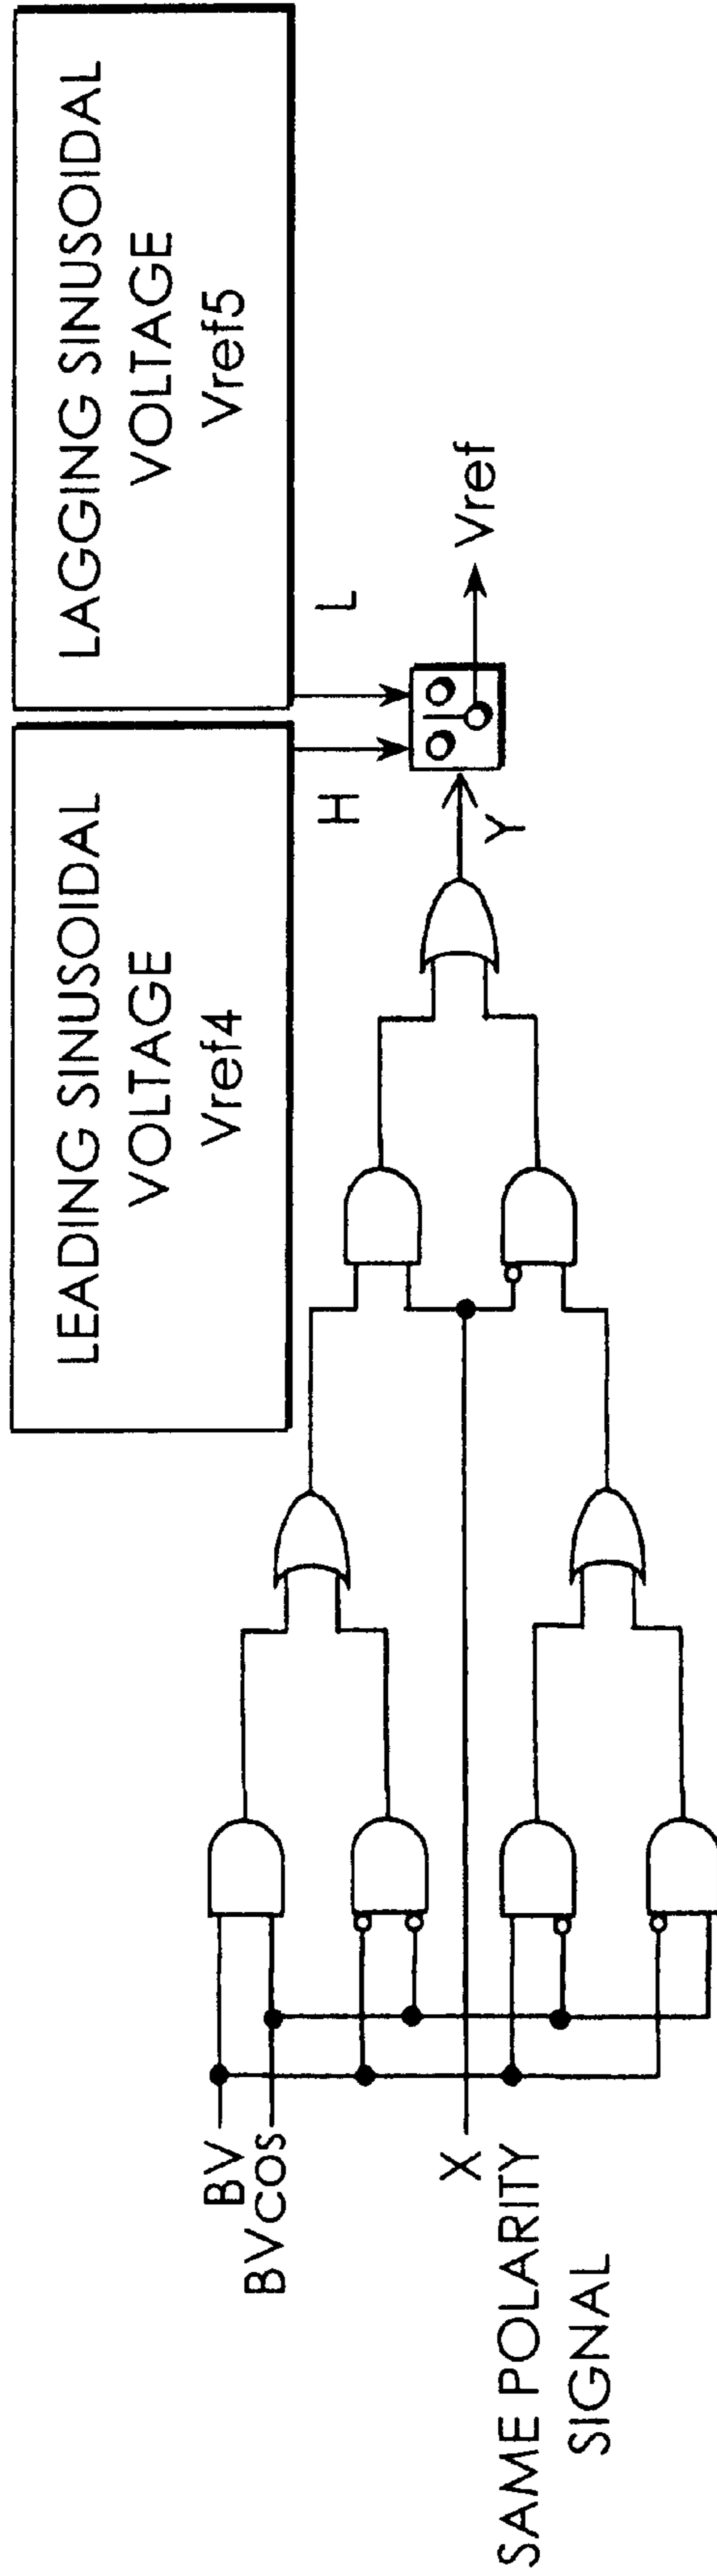 LEADING SINUSOIDAL
VOLTAGE
Vref4
LAGGING SINUSOIDAL
VOLTAGE
Vref5
H
L
Y
Vref
BV
BVCOS
X
SAME POLARITY
SIGNAL